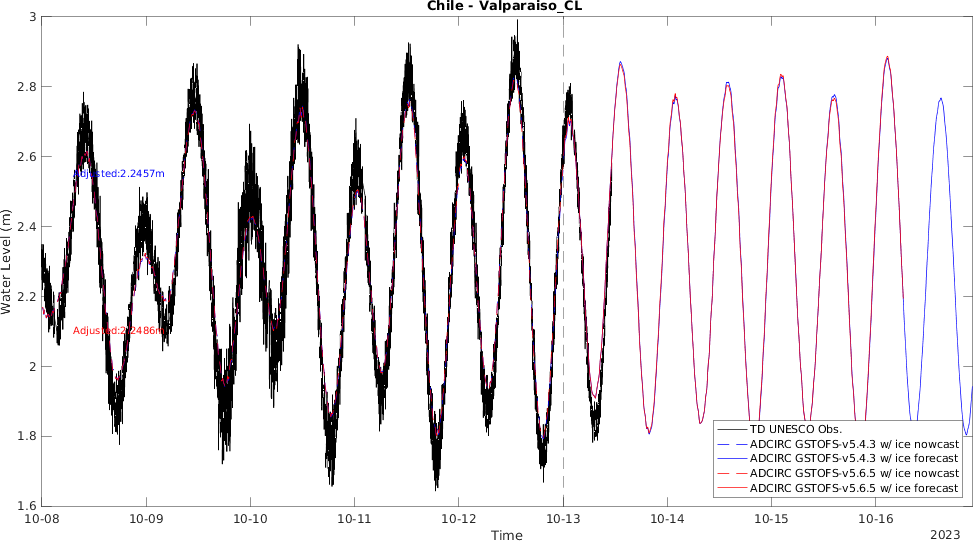 Chile - Valparaiso_CL
Water Level (m)
3
2.8
2.6
2.4
2.2
2
1.8
1.6
Adjusted:2.2457m
Adjusted:2.2486m
TD UNESCO Obs.
ADCIRC GSTOFS-v5.4.3 w/ ice nowcast
ADCIRC GSTOFS-v5.4.3 w/ ice forecast
ADCIRC GSTOFS-v5.6.5 w/ ice nowcast
ADCIRC GSTOFS-v5.6.5 w/ ice forecast
10-08 10-09 10-10 10-11 10-12 10-13 10-14 10-15 10-16
Time
2023